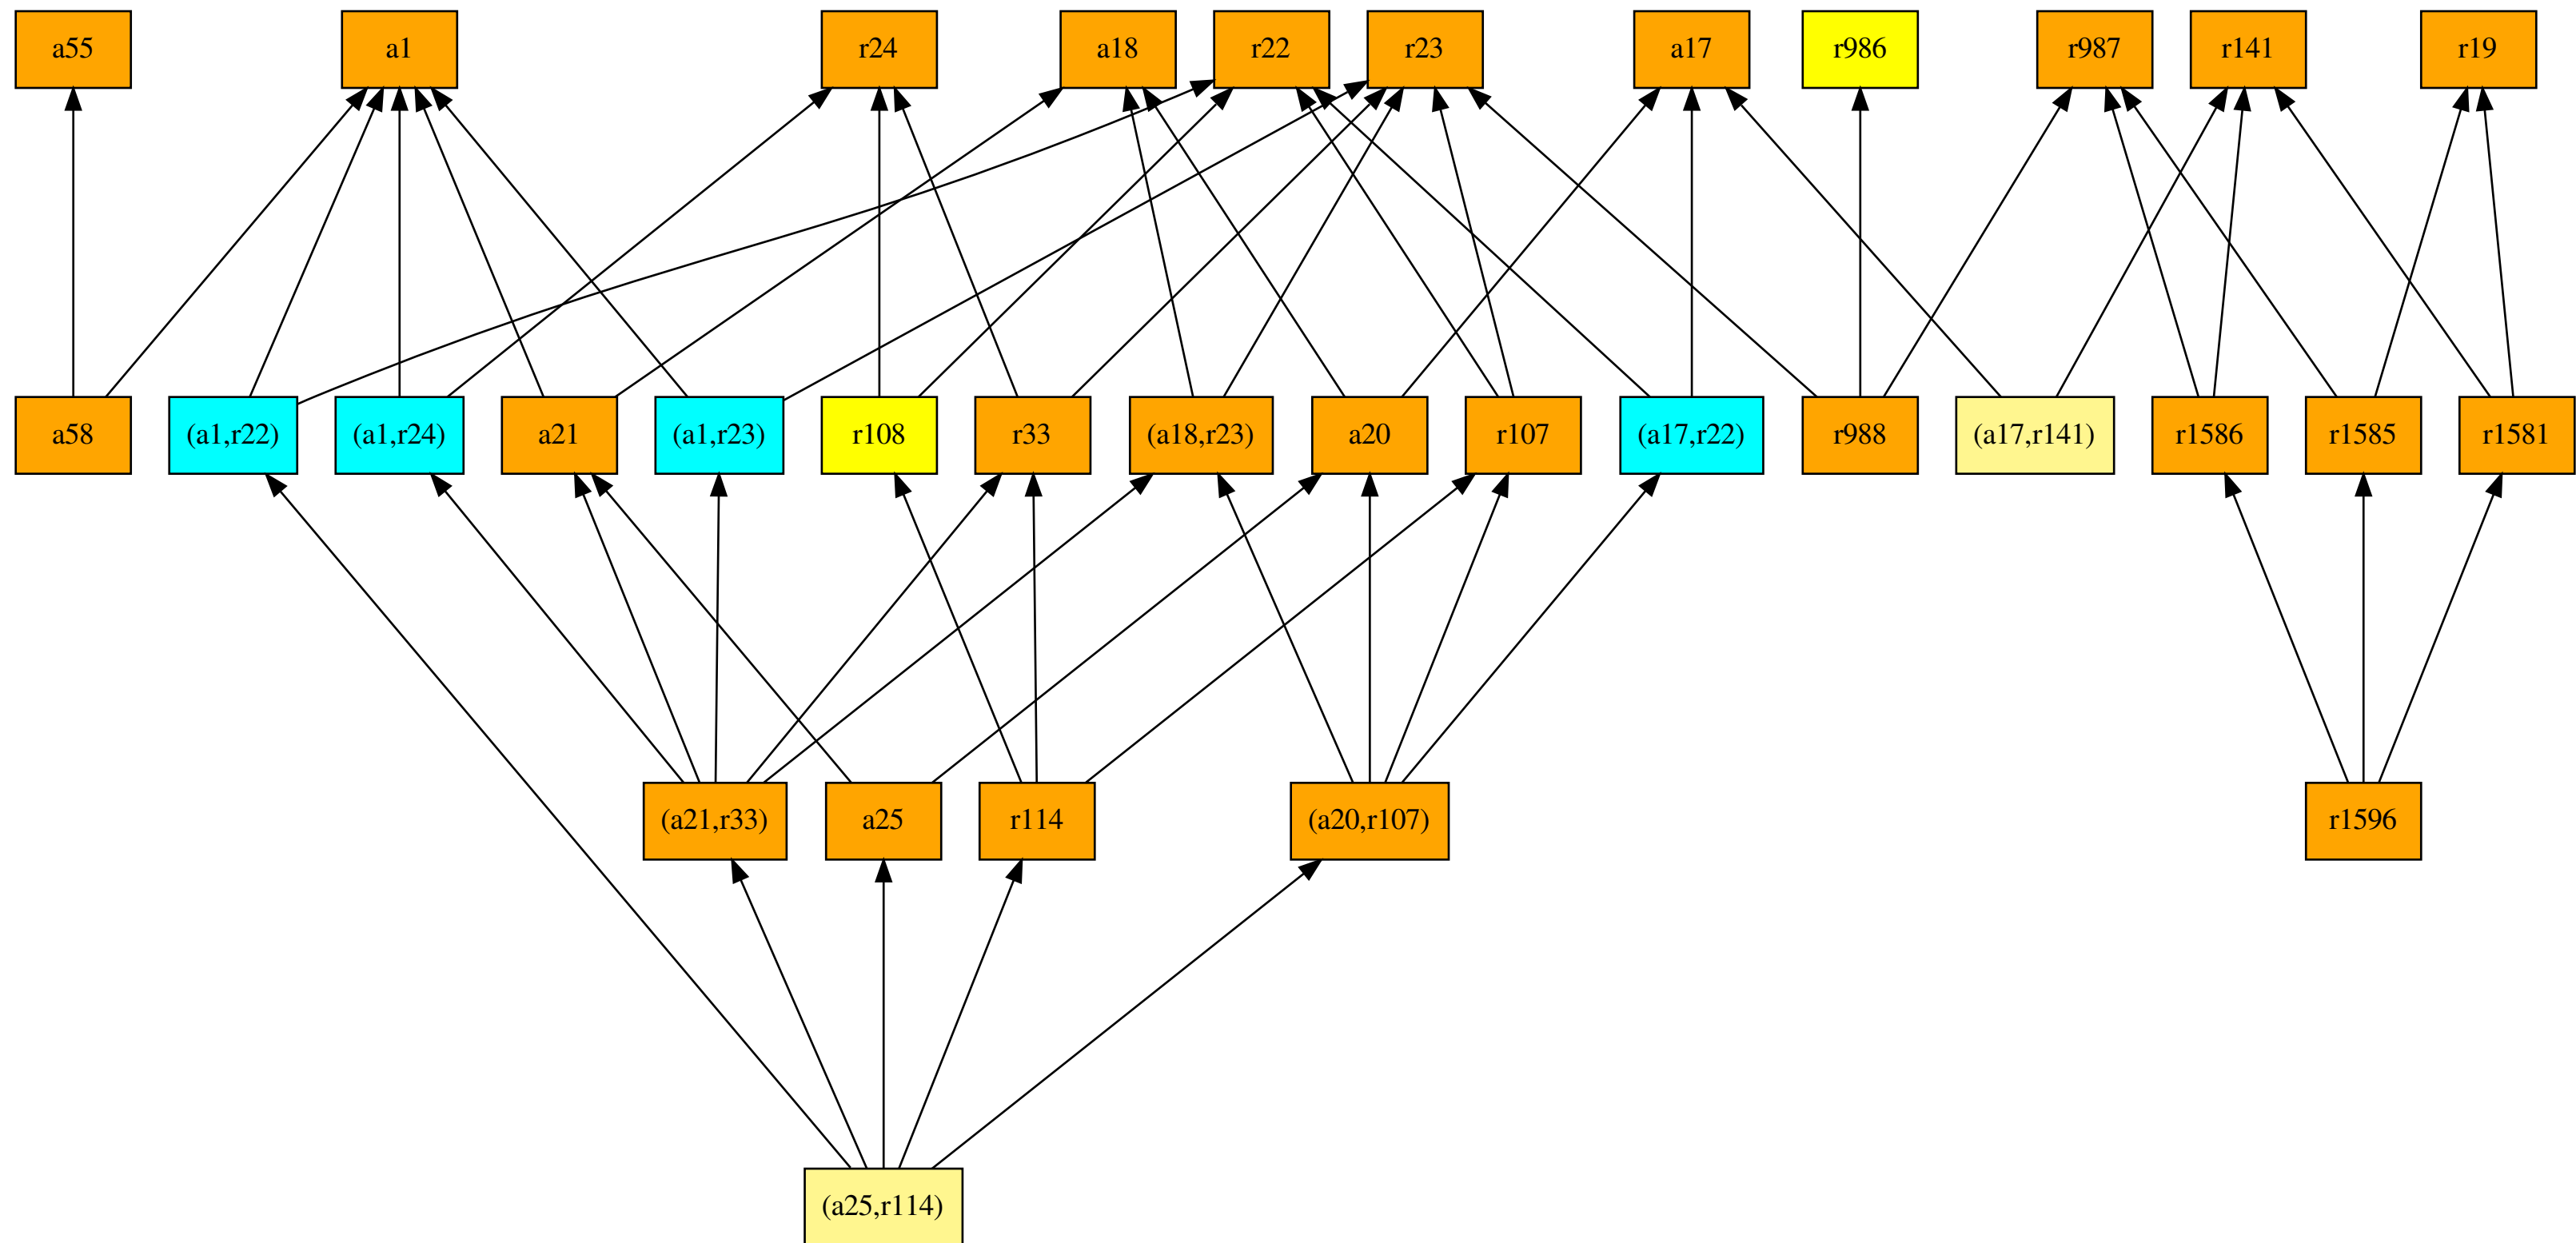 a55
a1
r24
a18
r22
r23
a17
r986
r987
r141
r19
a58
(a1,r22)
(a1,r24)
a21
(a1,r23)
r108
r33
(a18,r23)
a20
r107
(a17,r22)
r988
(a17,r141)
r1586
r1585
r1581
(a21,r33)
a25
r114
(a20,r107)
r1596
(a25,r114)